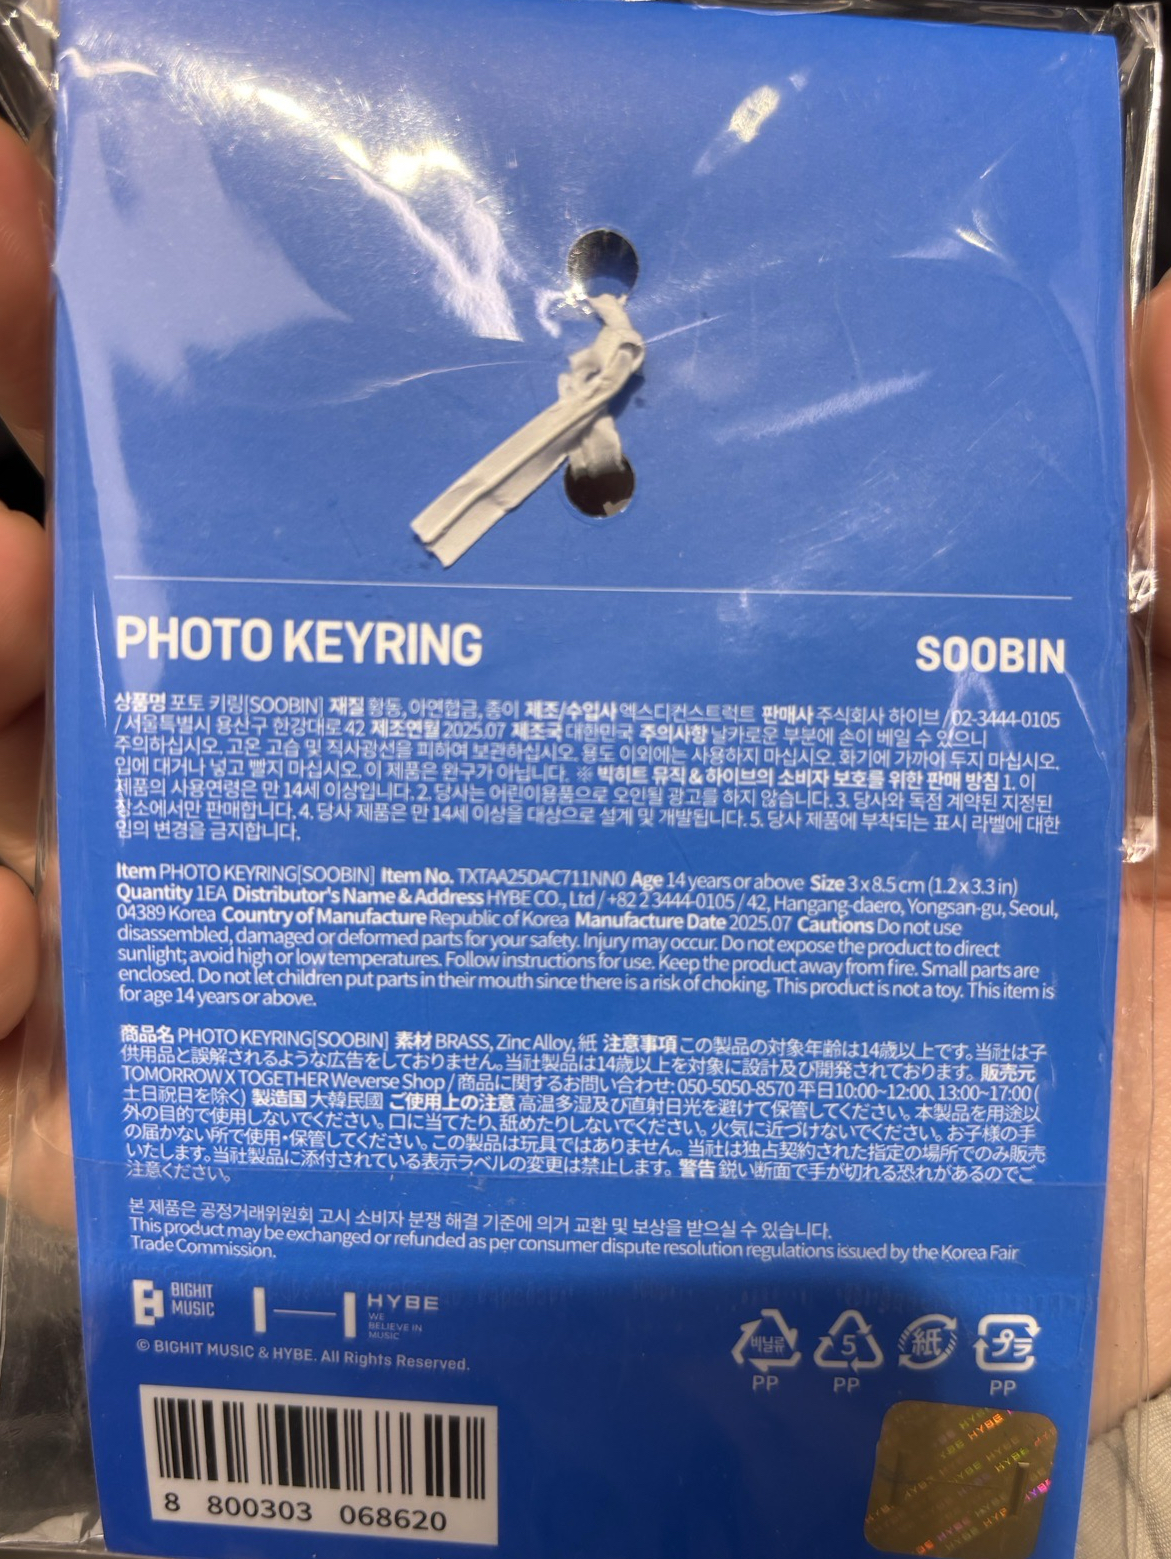 PHOTO KEYRING
SOOBIN
상품명 포토 키링[SOOBIN] 재질 황동, 아연합금, 종이 제조/수입사 엑스디컨스트럭트 판매사 주식회사 하이브 / 02-3444-0105
/ 서울특별시 용산구 한강대로 42 제조연월 2025.07 제조국 대한민국 주의사항 날카로운 부분에 손이 베일 수 있으니
주의하십시오. 고온 고습 및 직사광선을 피하여 보관하십시오. 용도 이외에는 사용하지 마십시오. 화기에 가까이 두지 마십시오.
입에 대거나 넣고 빨지 마십시오. 이 제품은 완구가 아닙니다. ※ 빅히트 뮤직 & 하이브의 소비자 보호를 위한 판매 방침 1. 이
제품의 사용연령은 만 14세 이상입니다. 2. 당사는 어린이용품으로 오인될 광고를 하지 않습니다. 3. 당사와 독점 계약된 지정된
장소에서만 판매합니다. 4. 당사 제품은 만 14세 이상을 대상으로 설계 및 개발됩니다. 5. 당사 제품에 부착되는 표시 라벨에 대한
임의 변경을 금지합니다.
Item PHOTO KEYRING[SOOBIN] Item No. TXTAA25DAC711NN0 Age 14 years or above Size 3 x 8.5 cm (1.2 x 3.3 in)
Quantity 1EA Distributor's Name & Address HYBE CO., Ltd / +82 2 3444-0105 / 42, Hangang-daero, Yongsan-gu, Seoul,
04389 Korea Country of Manufacture Republic of Korea Manufacture Date 2025.07 Cautions Do not use
disassembled, damaged or deformed parts for your safety. Injury may occur. Do not expose the product to direct
sunlight; avoid high or low temperatures. Follow instructions for use. Keep the product away from fire. Small parts are
enclosed. Do not let children put parts in their mouth since there is a risk of choking. This product is not a toy. This item is
for age 14 years or above.
商品名 PHOTO KEYRING[SOOBIN] 素材 BRASS, Zinc Alloy, 紙 注意事項 この製品の対象年齢は14歳以上です。当社は子
供用品と誤解されるような広告をしておりません。当社製品は14歳以上を対象に設計及び開発されております。 販売元
TOMORROW X TOGETHER Weverse Shop / 商品に関するお問い合わせ: 050-5050-8570 平日10:00~12:00、13:00~17:00 (
土日祝日を除く) 製造国 大韓民國 ご使用上の注意 高温多湿及び直射日光を避けて保管してください。 本製品を用途以
外の目的で使用しないでください。口に当てたり、舐めたりしないでください。火気に近づけないでください。お子様の手
の届かない所で使用・保管してください。この製品は玩具ではありません。当社は独占契約された指定の場所でのみ販売
いたします。当社製品に添付されている表示ラベルの変更は禁止します。 警告 鋭い断面で手が切れる恐れがあるのでご
注意ください。
본 제품은 공정거래위원회 고시 소비자 분쟁 해결 기준에 의거 교환 및 보상을 받으실 수 있습니다.
This product may be exchanged or refunded as per consumer dispute resolution regulations issued by the Korea Fair
Trade Commission.
BIGHIT
MUSIC
HYBE
WE
BELIEVE IN
MUSIC
© BIGHIT MUSIC & HYBE. All Rights Reserved.
비닐류
PP
5
PP
紙
プラ
PP
8 800303 068620
HYBE HYBE